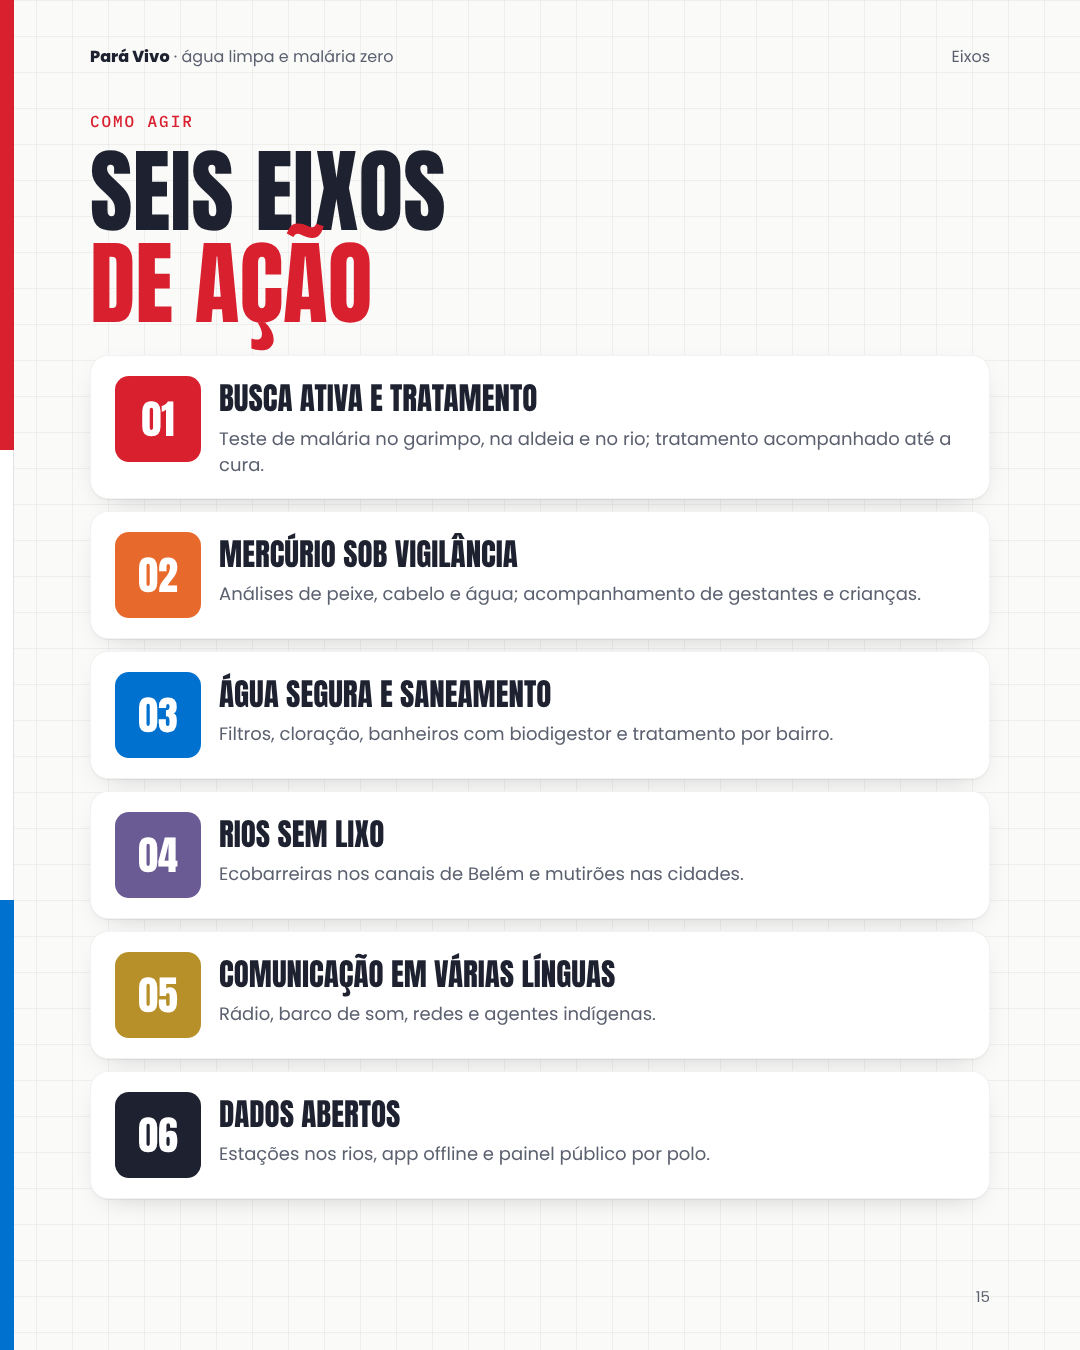 Pará Vivo · água limpa e malária zero
Eixos
COMO AGIR
SEIS EIXOS
DE AÇÃO
01
BUSCA ATIVA E TRATAMENTO
Teste de malária no garimpo, na aldeia e no rio; tratamento acompanhado até a
cura.
02
MERCÚRIO SOB VIGILÂNCIA
Análises de peixe, cabelo e água; acompanhamento de gestantes e crianças.
03
ÁGUA SEGURA E SANEAMENTO
Filtros, cloração, banheiros com biodigestor e tratamento por bairro.
04
RIOS SEM LIXO
Ecobarreiras nos canais de Belém e mutirões nas cidades.
05
COMUNICAÇÃO EM VÁRIAS LÍNGUAS
Rádio, barco de som, redes e agentes indígenas.
06
DADOS ABERTOS
Estações nos rios, app offline e painel público por polo.
15